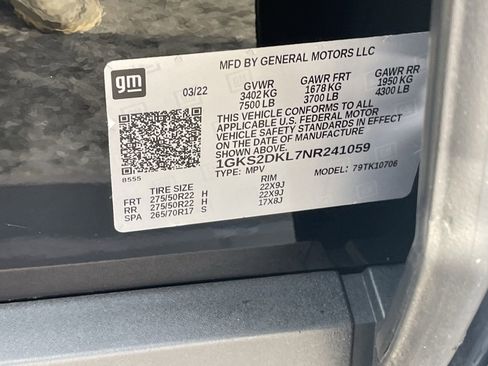 gm
MFD BY GENERAL MOTORS LLC
03/22 GVWR GAWR FRT GAWR RR
3402 KG 1678 KG 1950 KG
7500 LB 3700 LB 4300 LB
THIS VEHICLE CONFORMS TO ALL
APPLICABLE U.S. FEDERAL MOTOR
VEHICLE SAFETY STANDARDS IN EFFECT
ON THE DATE OF MANUFACTURE
SHOWN ABOVE.
1GKS2DKL7NR241059
8555 TYPE: MPV MODEL: 79TK10706
TIRE SIZE RIM
FRT 275/50R22 H 22X9J
RR 275/50R22 H 22X9J
SPA 265/70R17 S 17X8J